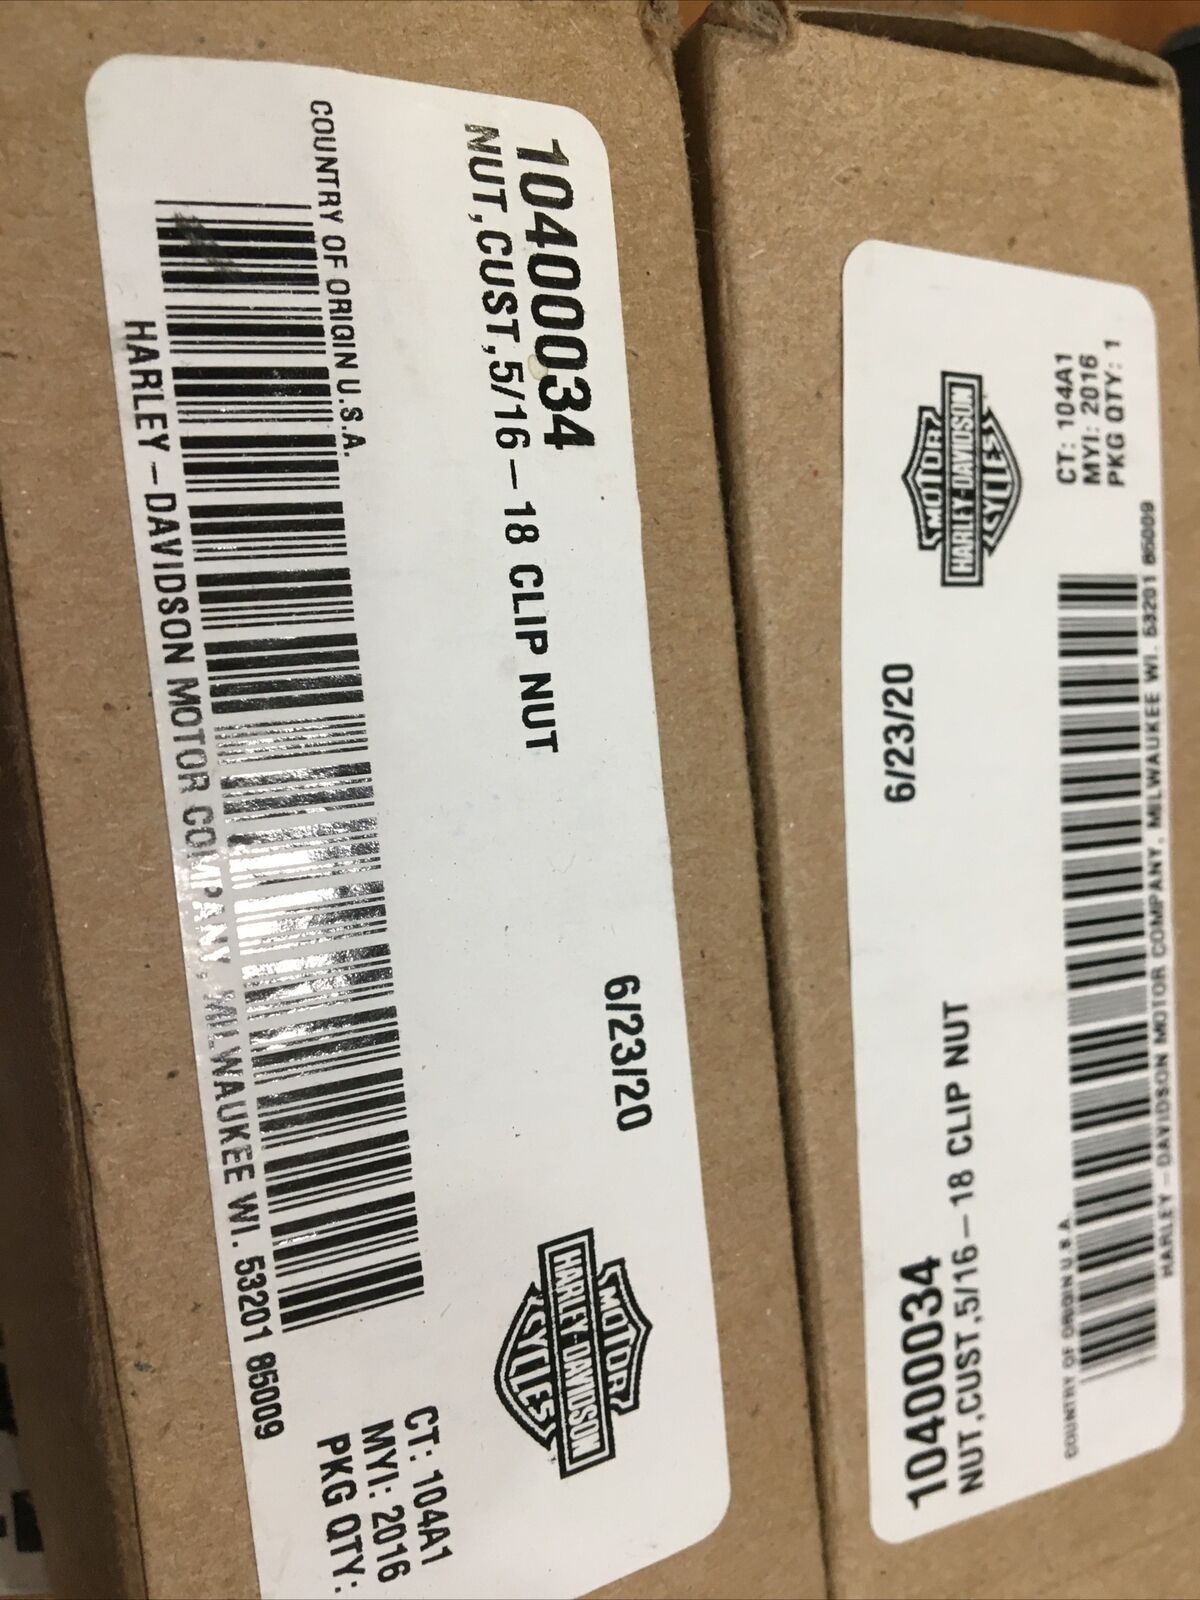 10400034
NUT,CUST,5/16-18 CLIP NUT
6/23/20
MOTOR
HARLEY-DAVIDSON
CYCLES
CT: 104A1
MYI: 2016
PKG QTY:
COUNTRY OF ORIGIN U.S.A.
HARLEY-DAVIDSON MOTOR COMPANY, MILWAUKEE WI. 53201 85009
10400034
NUT,CUST,5/16-18 CLIP NUT
6/23/20
MOTOR
HARLEY-DAVIDSON
CYCLES
CT: 104A1
MYI: 2016
PKG QTY: 1
COUNTRY OF ORIGIN U.S.A.
HARLEY-DAVIDSON MOTOR COMPANY, MILWAUKEE WI. 53201 85009